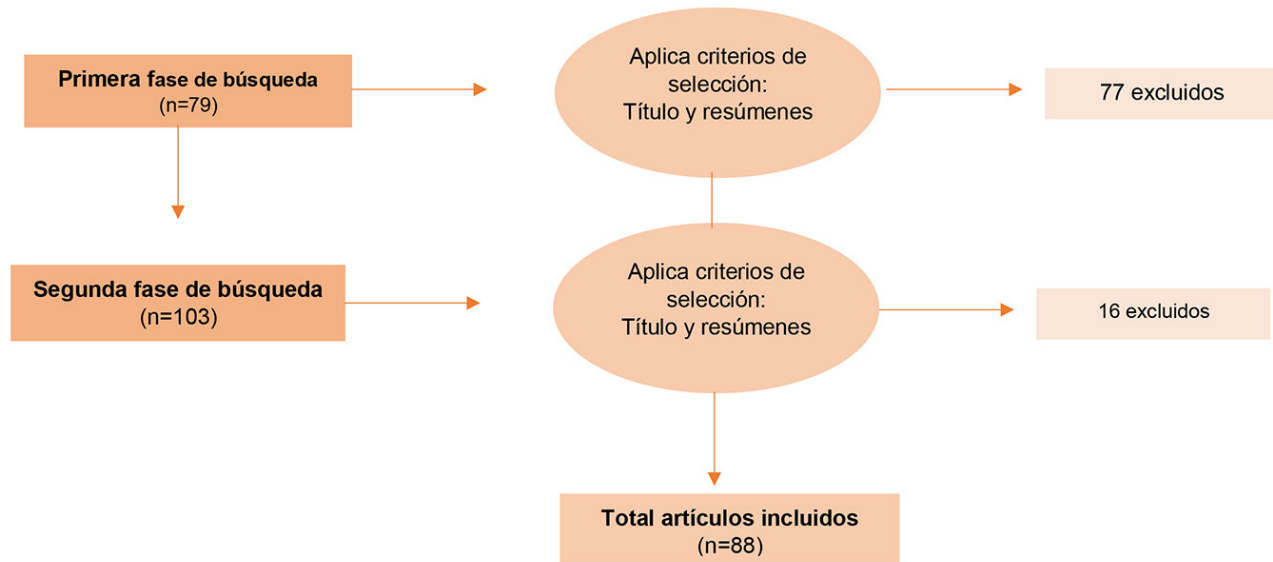 Primera fase de búsqueda
(n=79)
Aplica criterios de
selección:
Título y resúmenes
77 excluidos
Segunda fase de búsqueda
(n=103)
Aplica criterios de
selección:
Título y resúmenes
16 excluidos
Total artículos incluidos
(n=88)